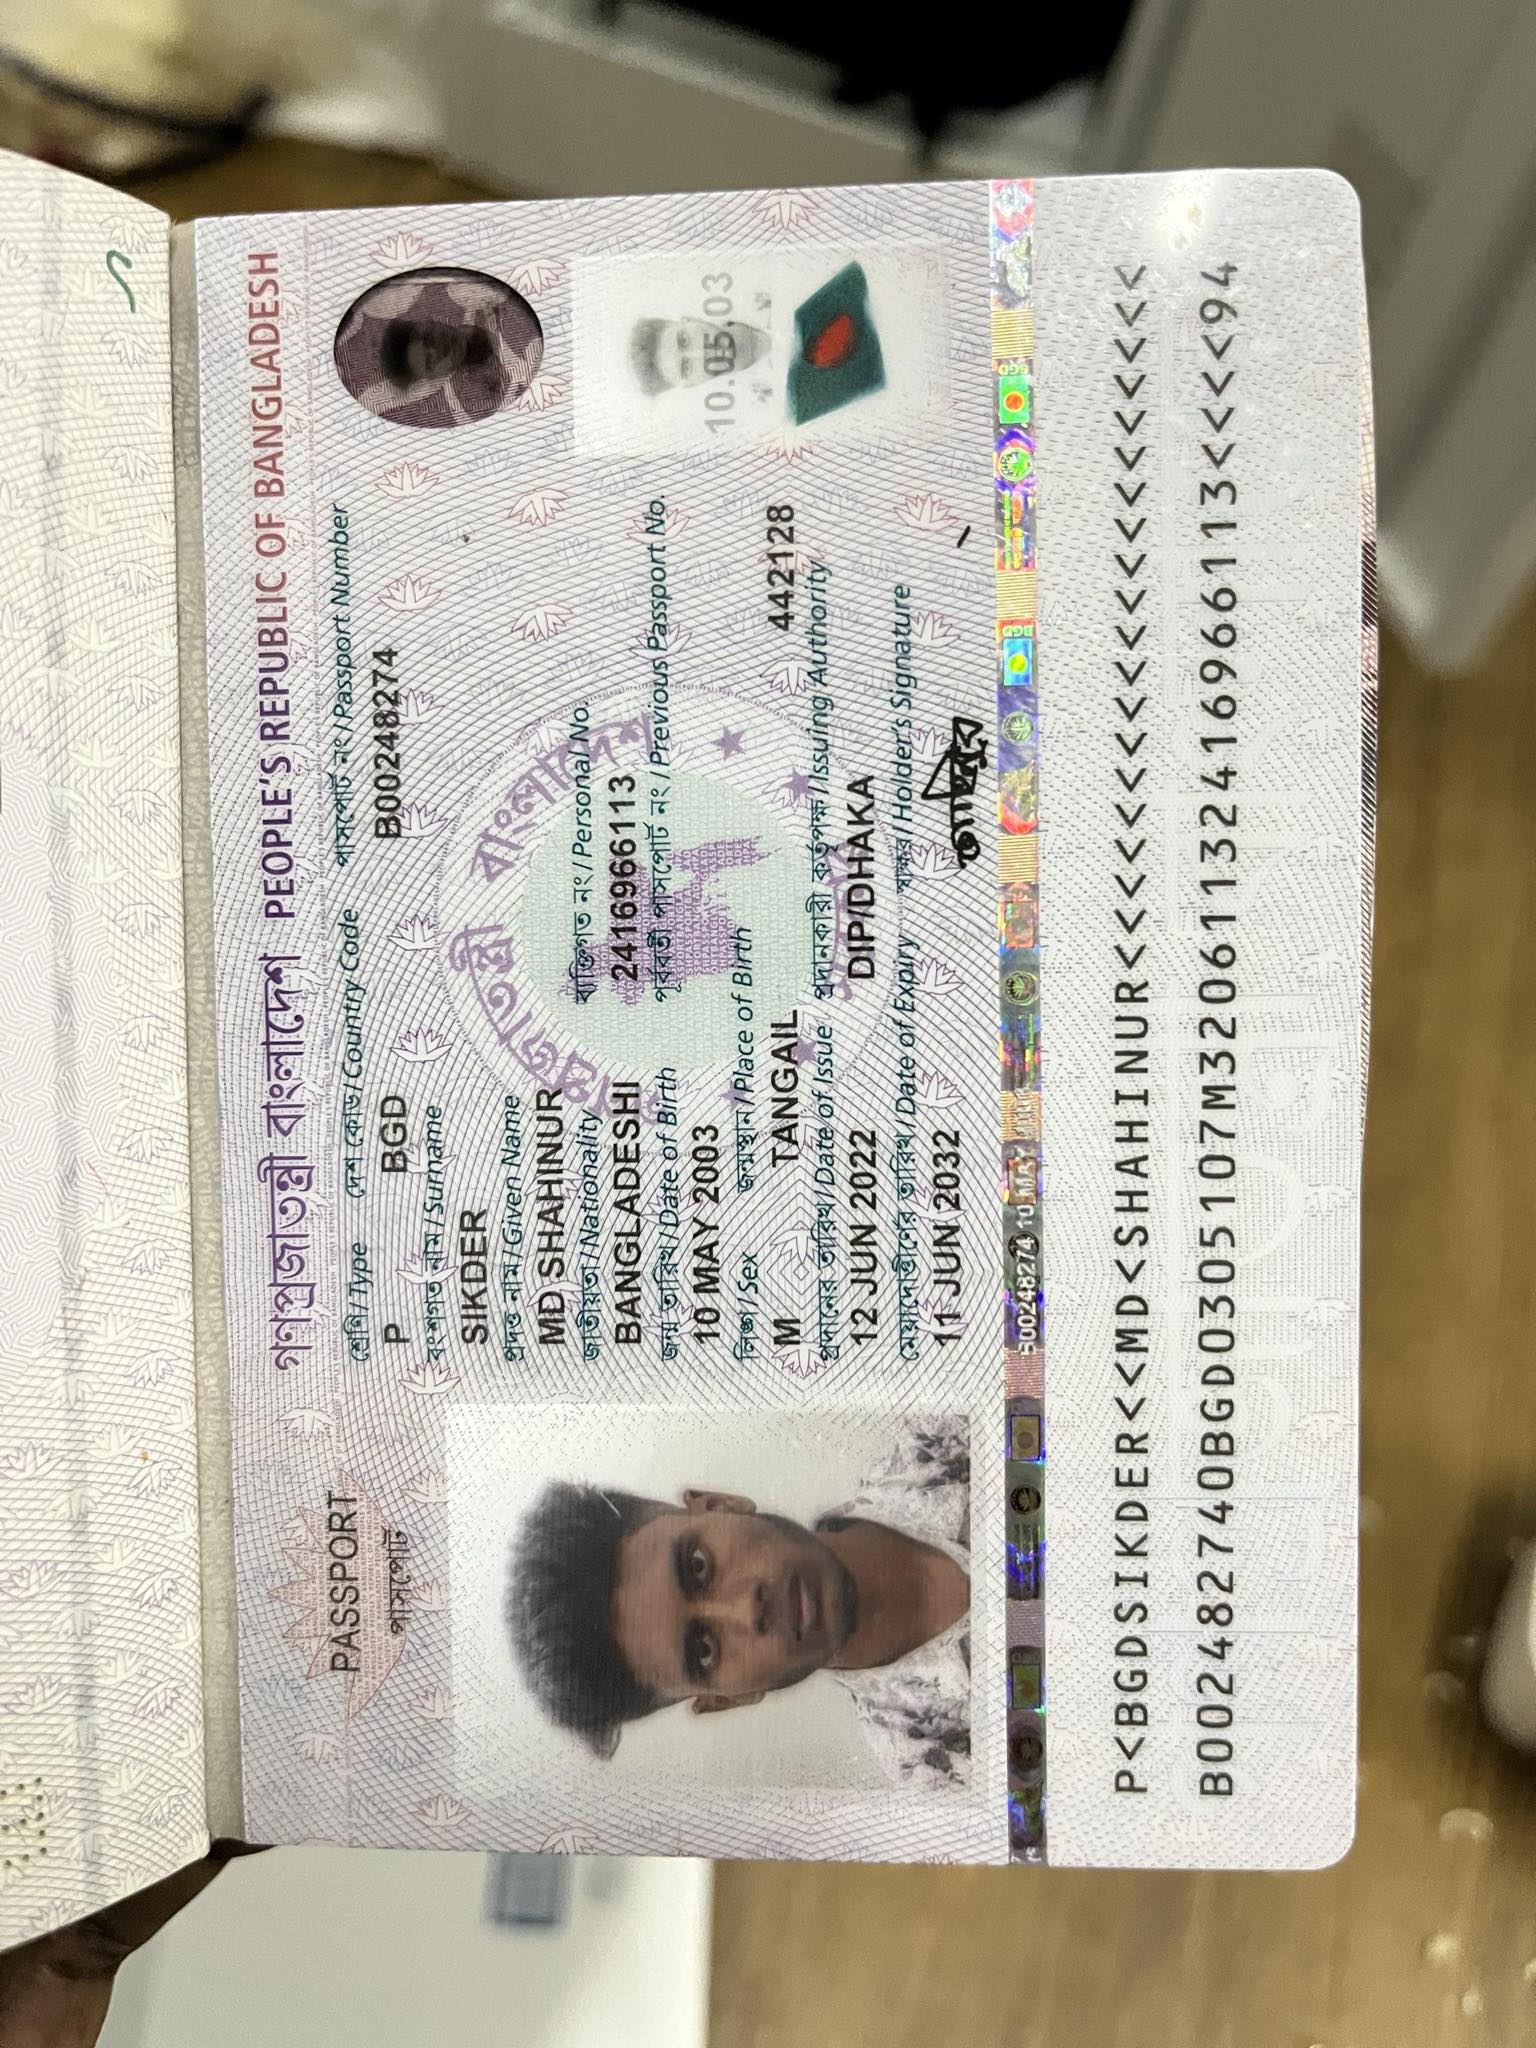 গণপ্রজাতন্ত্রী বাংলাদেশ PEOPLE'S REPUBLIC OF BANGLADESH
PASSPORT
পাসপোর্ট
শ্রেণি/Type দেশ কোড/Country Code পাসপোর্ট নং/Passport Number
P BGD B00248274
বংশগত নাম/Surname
SIKDER
প্রদত্ত নাম/Given Name
MD SHAHINUR
জাতীয়তা/Nationality ব্যক্তিগত নং/Personal No.
BANGLADESHI 2416966113
জন্ম তারিখ/Date of Birth পূর্ববর্তী পাসপোর্ট নং/Previous Passport No.
10 MAY 2003
লিঙ্গ/Sex জন্মস্থান/Place of Birth
M TANGAIL 442128
প্রদানের তারিখ/Date of Issue প্রদানকারী কর্তৃপক্ষ/Issuing Authority
12 JUN 2022 DIP/DHAKA
মেয়াদোত্তীর্ণের তারিখ/Date of Expiry স্বাক্ষর/Holder's Signature
11 JUN 2032
10.05.03
গণপ্রজাতন্ত্রী বাংলাদেশ
B00248274 10 MAY
P<BGDSIKDER<<MD<SHAHINUR<<<<<<<<<<<<<<<<<<<<
B002482740BGD0305107M32061132416966113<<<<94